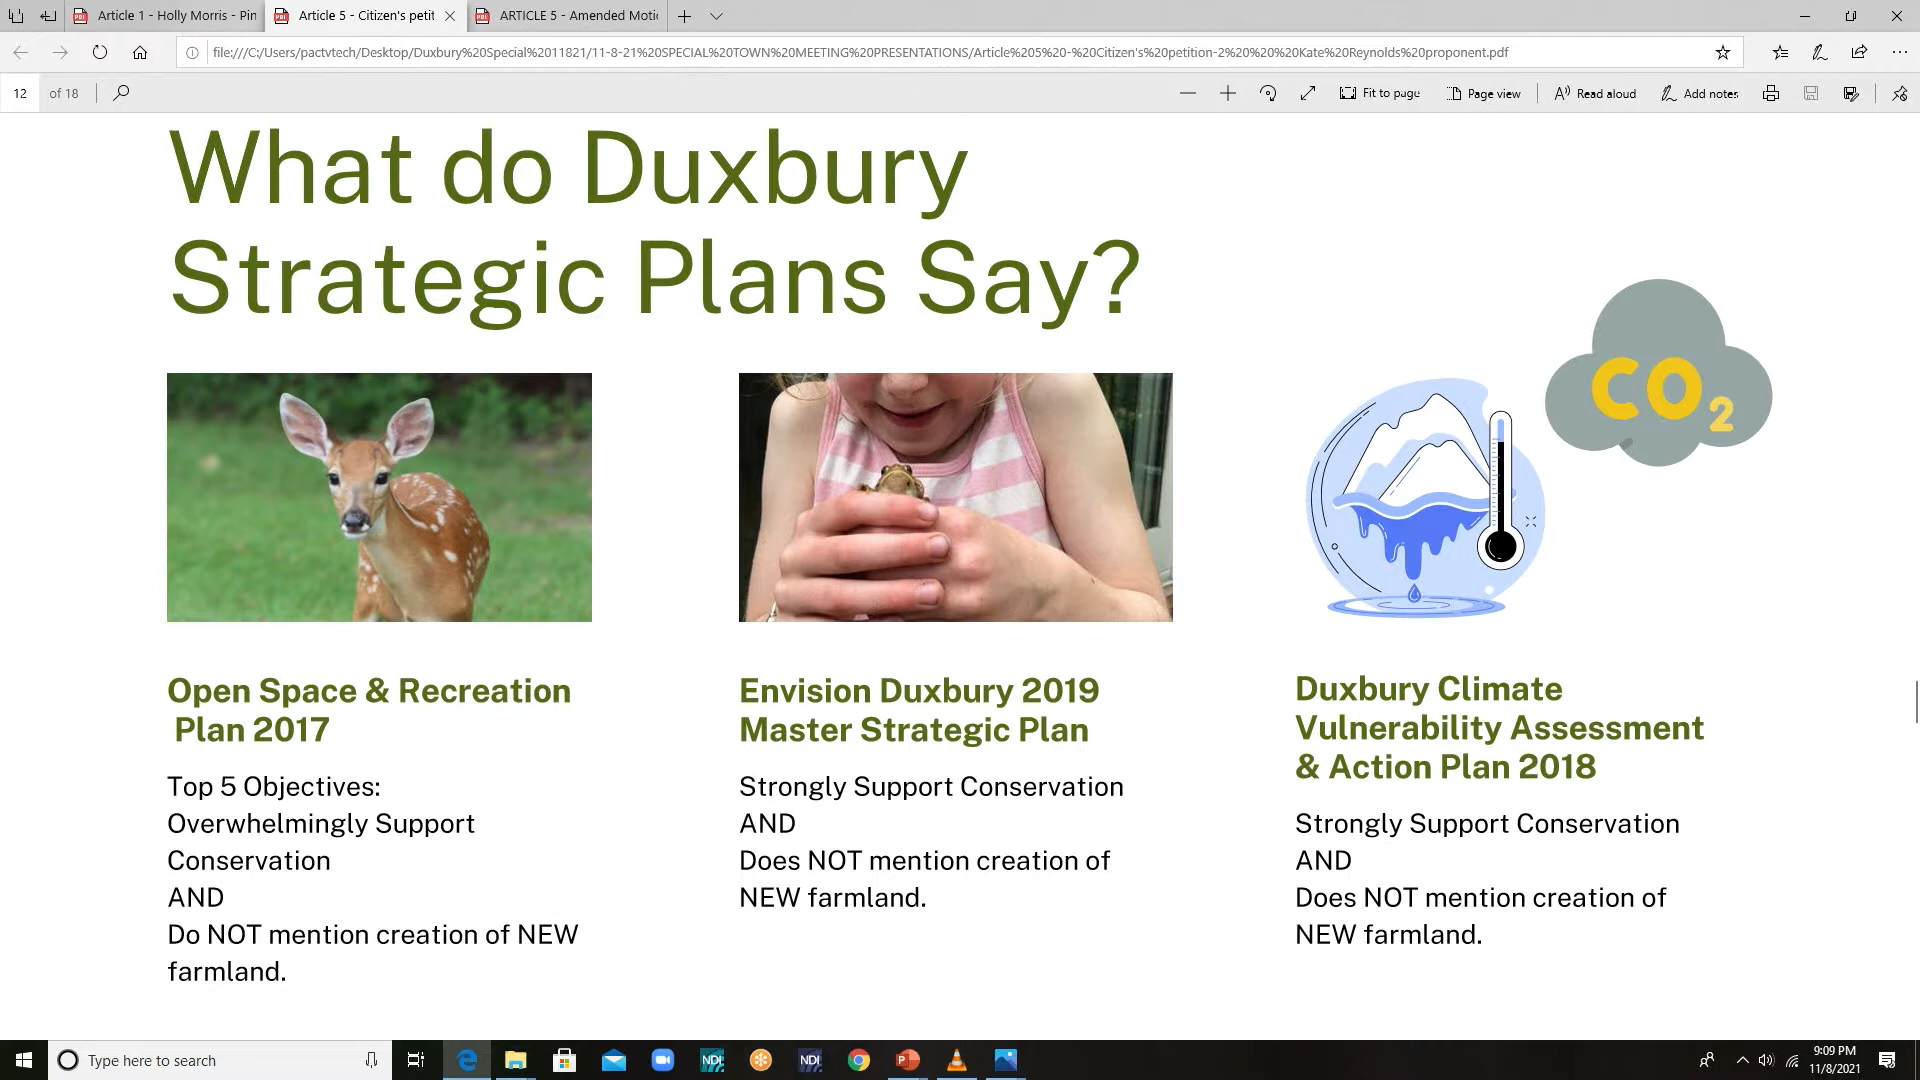 Article 1 - Holly Morris - Pin
Article 5 - Citizen's petit
ARTICLE 5 - Amended Moti
file:///C:/Users/pactvtech/Desktop/Duxbury%20Special%2011821/11-8-21%20SPECIAL%20TOWN%20MEETING%20PRESENTATIONS/Article%205%20-%20Citizen's%20petition-2%20%20%20Kate%20Reynolds%20proponent.pdf
12 of 18
Fit to page
Page view
Read aloud
Add notes
What do Duxbury
Strategic Plans Say?
CO2
Open Space & Recreation
Plan 2017
Top 5 Objectives:
Overwhelmingly Support
Conservation
AND
Do NOT mention creation of NEW
farmland.
Envision Duxbury 2019
Master Strategic Plan
Strongly Support Conservation
AND
Does NOT mention creation of
NEW farmland.
Duxbury Climate
Vulnerability Assessment
& Action Plan 2018
Strongly Support Conservation
AND
Does NOT mention creation of
NEW farmland.
Type here to search
NDI
NDI
9:09 PM
11/8/2021